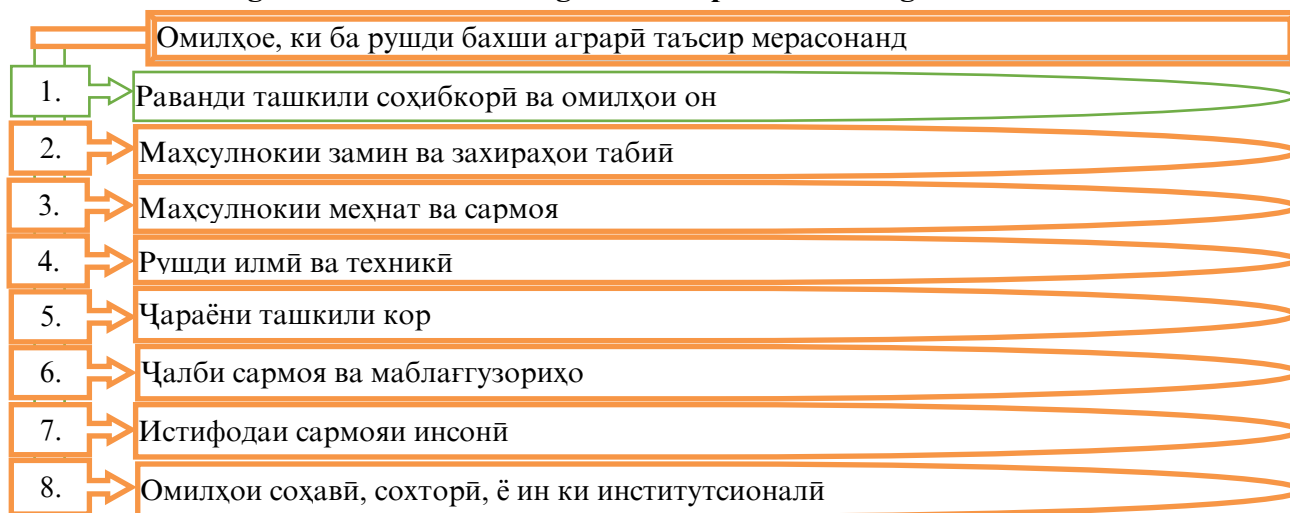 Омилҳое, ки ба рушди бахши аграрӣ таъсир мерасонанд
1. Раванди ташкили соҳибкорӣ ва омилҳои он
2. Маҳсулнокии замин ва захираҳои табиӣ
3. Маҳсулнокии меҳнат ва сармоя
4. Рушди илмӣ ва техникӣ
5. Ҷараёни ташкили кор
6. Ҷалби сармоя ва маблағгузориҳо
7. Истифодаи сармояи инсонӣ
8. Омилҳои соҳавӣ, сохторӣ, ё ин ки институтсионалӣ